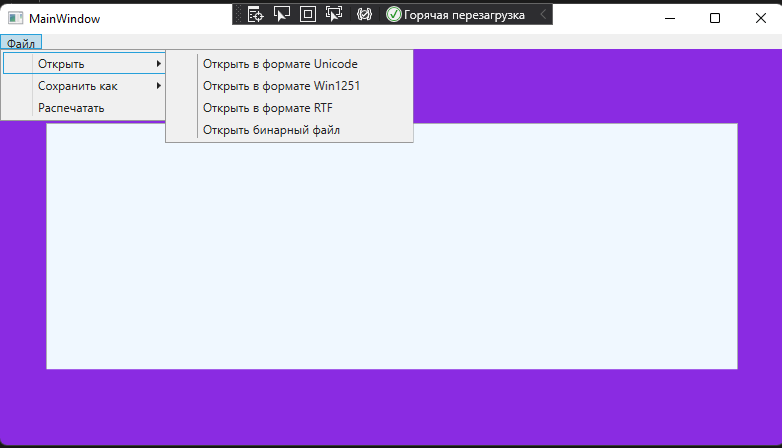 MainWindow
Горячая перезагрузка
Файл
Открыть
Сохранить как
Распечатать
Открыть в формате Unicode
Открыть в формате Win1251
Открыть в формате RTF
Открыть бинарный файл